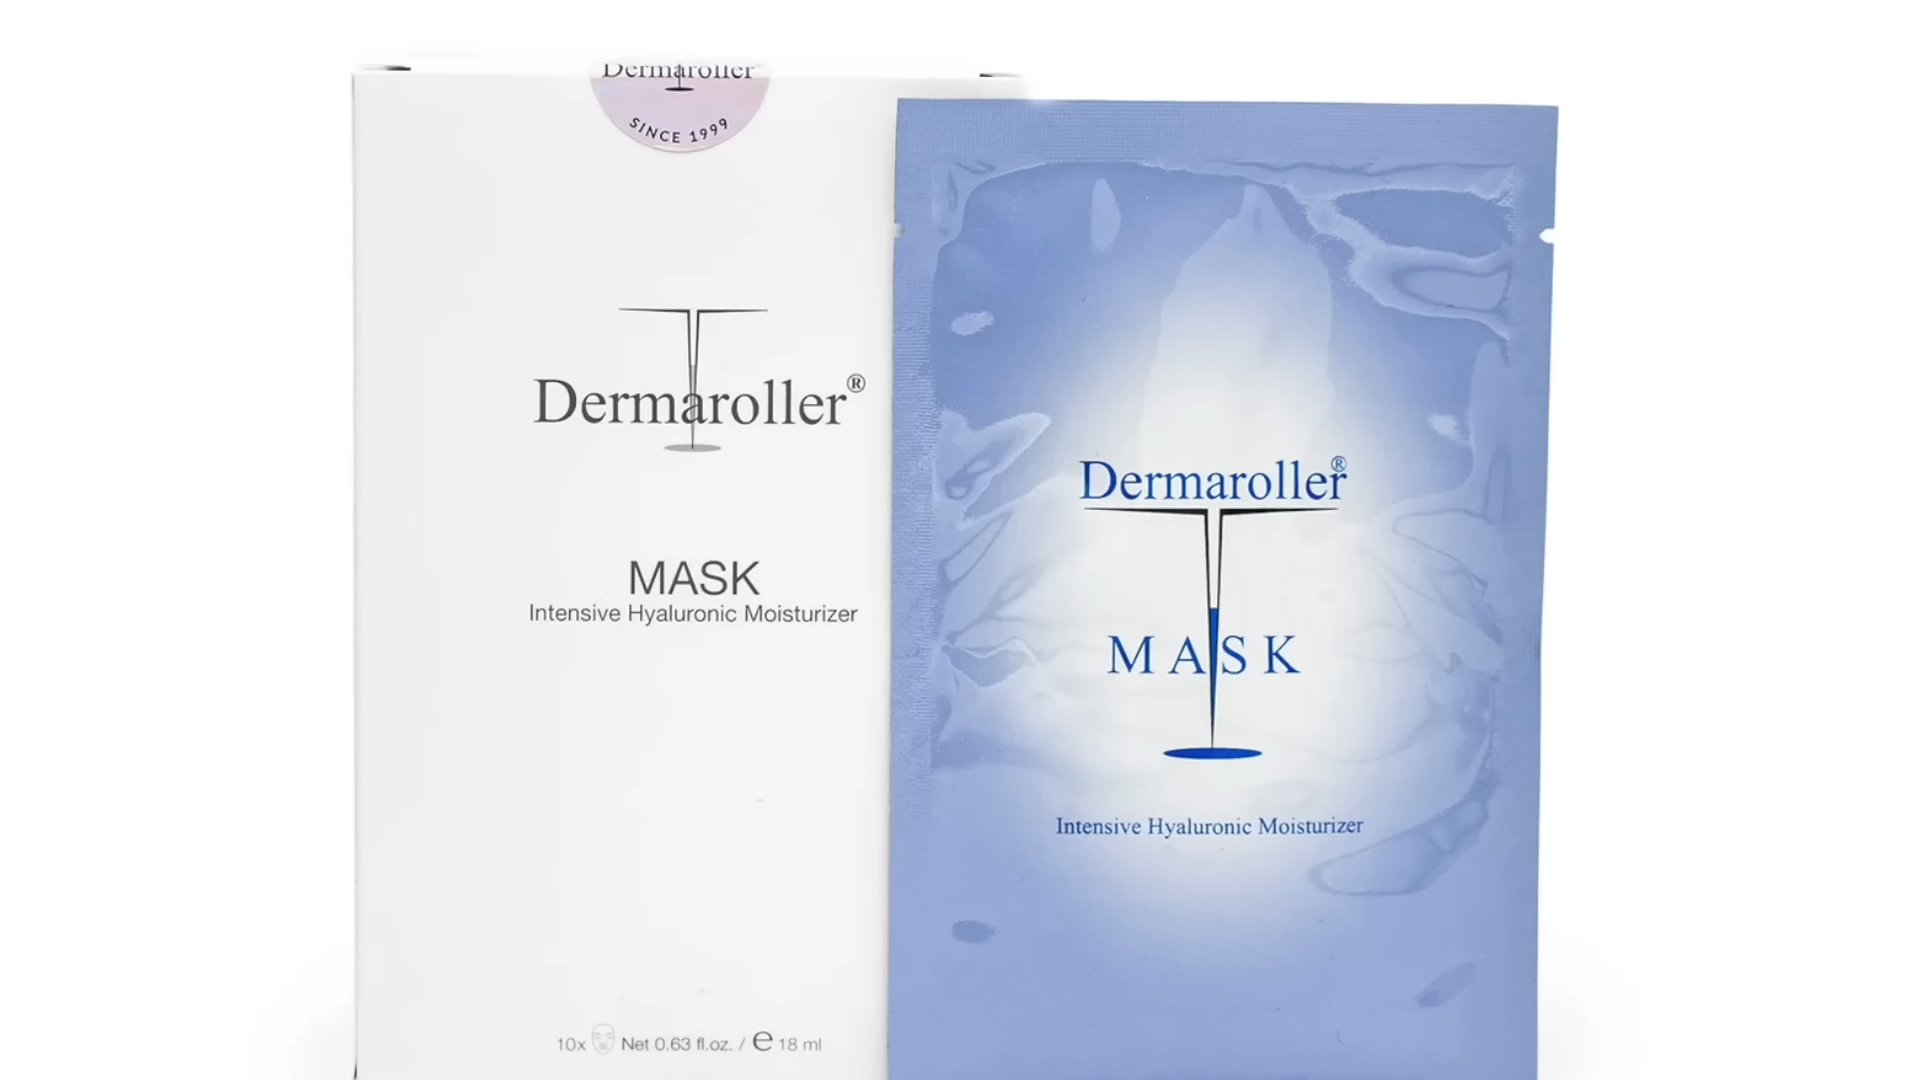 Dermaroller
SINCE 1999
Dermaroller®
MASK
Intensive Hyaluronic Moisturizer
10x Net 0.63 fl.oz. / ℮ 18 ml
Dermaroller®
MASK
Intensive Hyaluronic Moisturizer